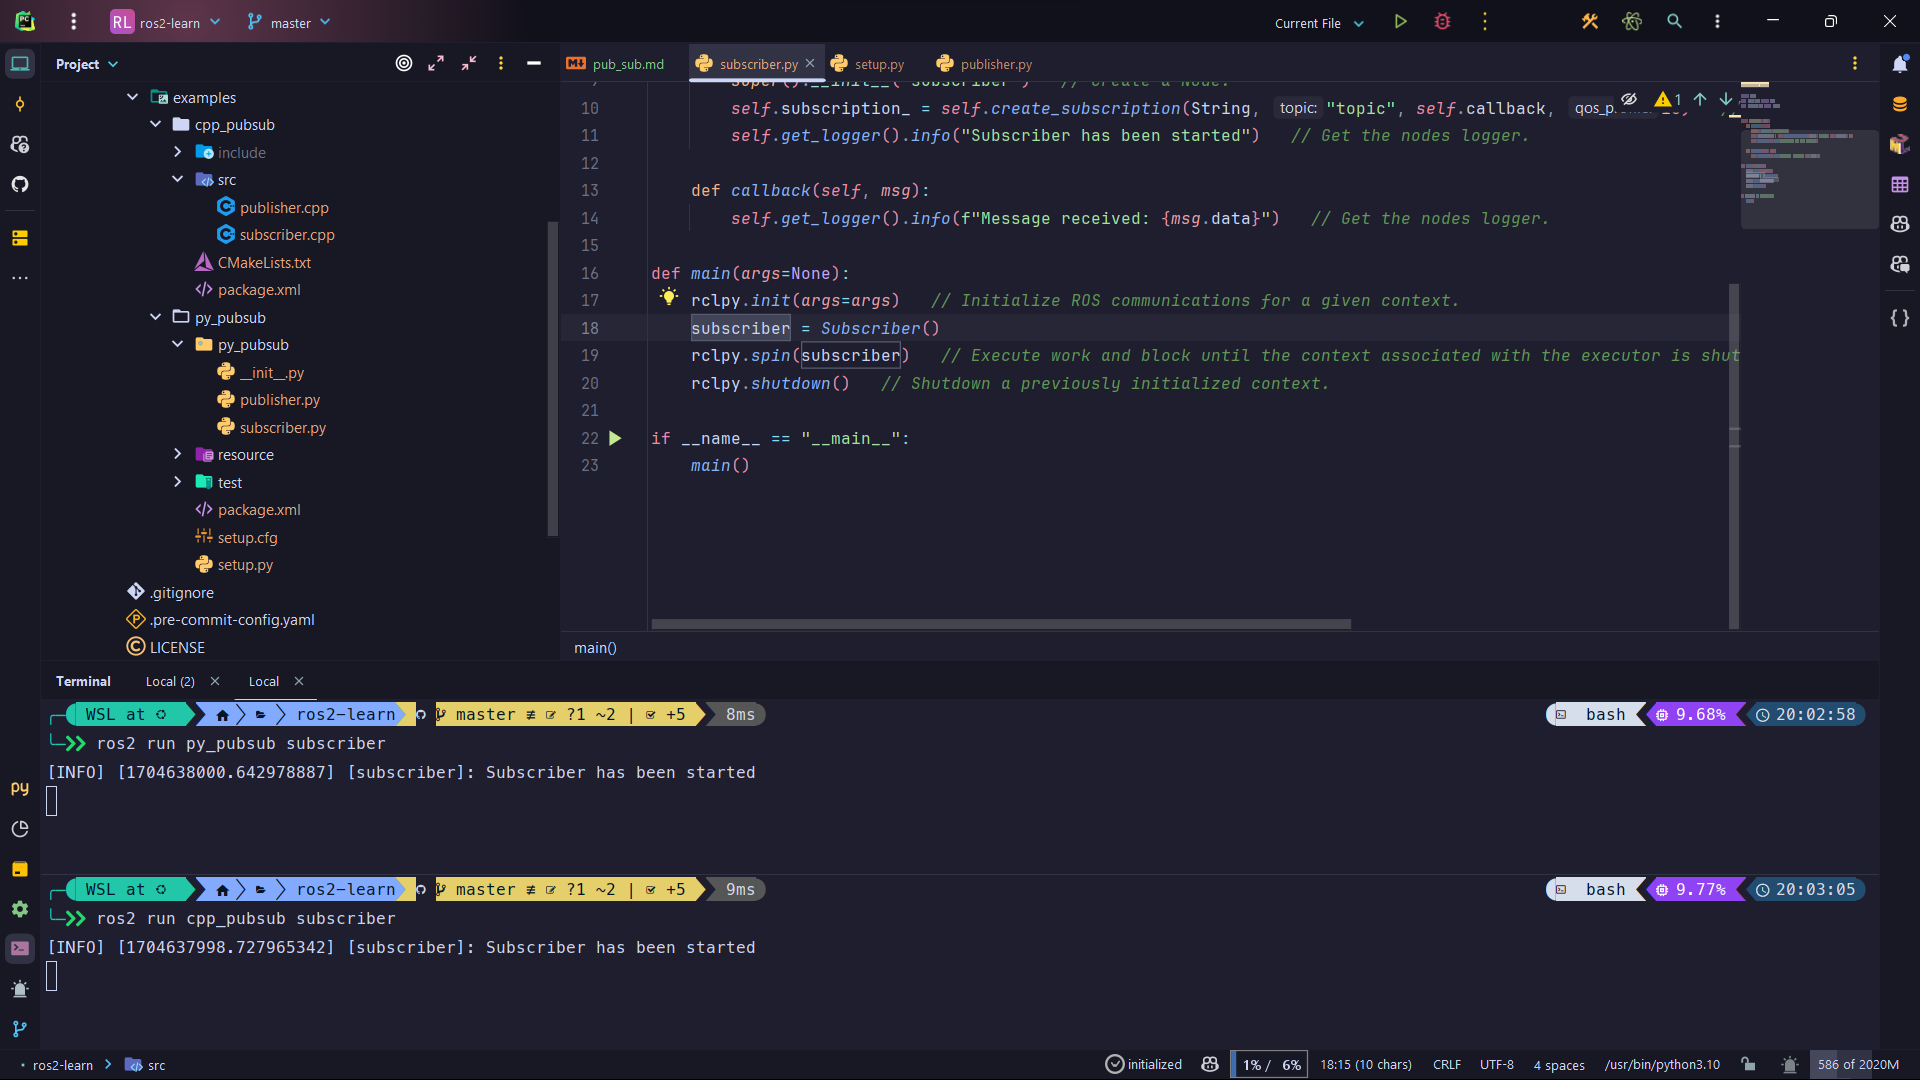 RL ros2-learn master Current File
Project
pub_sub.md subscriber.py setup.py publisher.py
examples
cpp_pubsub
include
src
publisher.cpp
subscriber.cpp
CMakeLists.txt
package.xml
py_pubsub
py_pubsub
__init__.py
publisher.py
subscriber.py
resource
test
package.xml
setup.cfg
setup.py
.gitignore
.pre-commit-config.yaml
LICENSE
10 self.subscription_ = self.create_subscription(String, topic: "topic", self.callback,
1
11 self.get_logger().info("Subscriber has been started") // Get the nodes logger.
12
13 def callback(self, msg):
14 self.get_logger().info(f"Message received: {msg.data}") // Get the nodes logger.
15
16 def main(args=None):
17 rclpy.init(args=args) // Initialize ROS communications for a given context.
18 subscriber = Subscriber()
19 rclpy.spin(subscriber) // Execute work and block until the context associated with the executor is shut
20 rclpy.shutdown() // Shutdown a previously initialized context.
21
22 if __name__ == "__main__":
23 main()
main()
Terminal Local (2) Local
WSL at ros2-learn master ≢ ?1 ~2 | +5 8ms bash 9.68% 20:02:58
ros2 run py_pubsub subscriber
[INFO] [1704638000.642978887] [subscriber]: Subscriber has been started
WSL at ros2-learn master ≢ ?1 ~2 | +5 9ms bash 9.77% 20:03:05
ros2 run cpp_pubsub subscriber
[INFO] [1704637998.727965342] [subscriber]: Subscriber has been started
py
ros2-learn src initialized 1% / 6% 18:15 (10 chars) CRLF UTF-8 4 spaces /usr/bin/python3.10 586 of 2020M